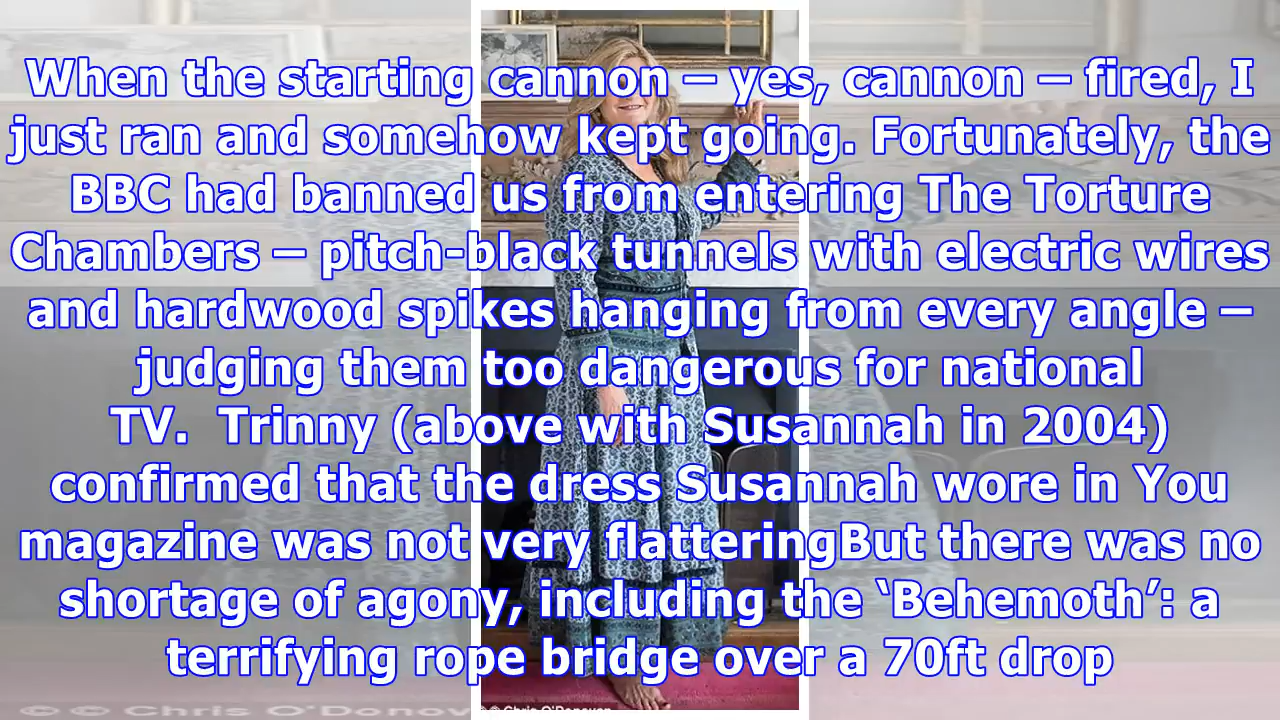 When the starting cannon – yes, cannon – fired, I
just ran and somehow kept going. Fortunately, the
BBC had banned us from entering The Torture
Chambers – pitch-black tunnels with electric wires
and hardwood spikes hanging from every angle –
judging them too dangerous for national
TV.  Trinny (above with Susannah in 2004)
confirmed that the dress Susannah wore in You
magazine was not very flatteringBut there was no
shortage of agony, including the ‘Behemoth’: a
terrifying rope bridge over a 70ft drop
© © Chris O'Donov
© Chris O'Donovan